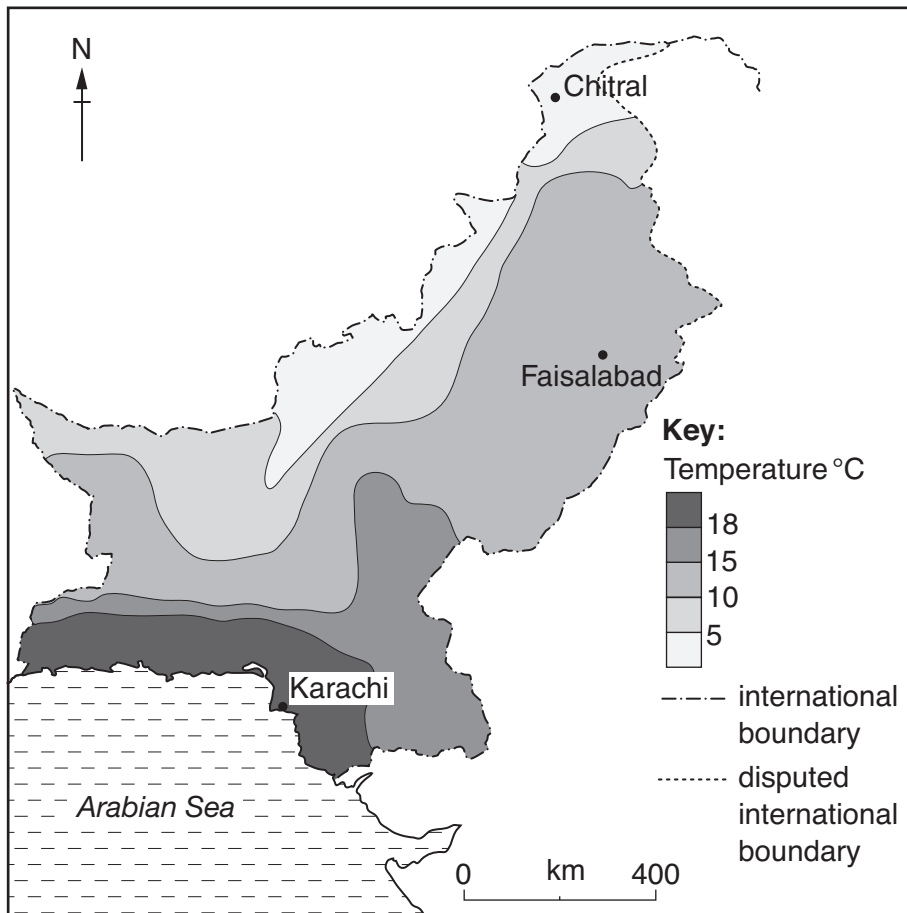 N
Chitral
Faisalabad
Key:
Temperature °C
18
15
10
5
Karachi
international
boundary
Arabian Sea
disputed
international
boundary
0 km 400